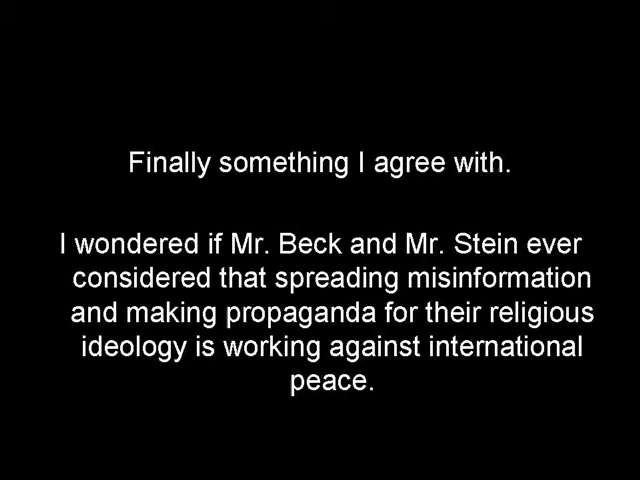 Finally something I agree with.
I wondered if Mr. Beck and Mr. Stein ever
considered that spreading misinformation
and making propaganda for their religious
ideology is working against international
peace.